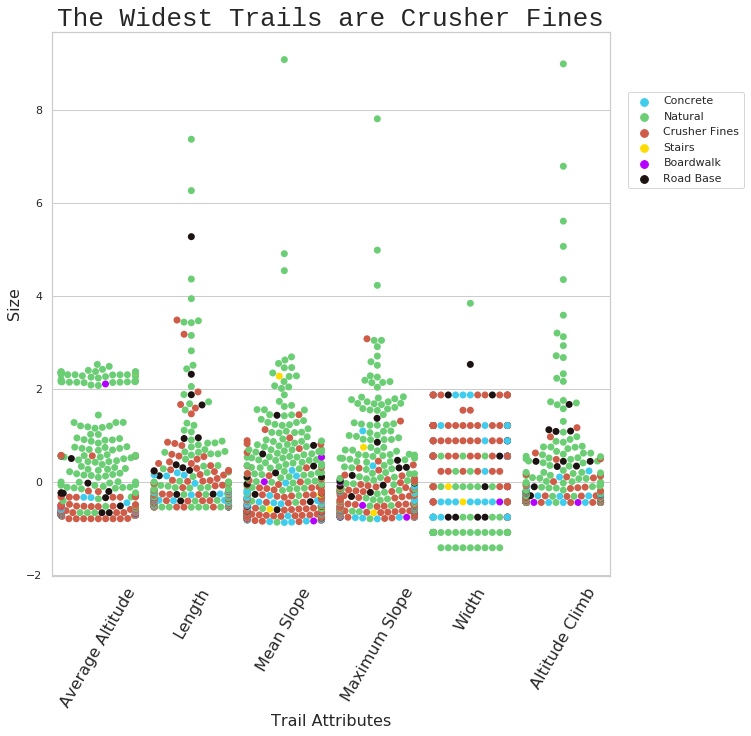 The Widest Trails are Crusher Fines
8
6
4
2
0
−2
Size
Average Altitude
Length
Mean Slope
Maximum Slope
Width
Altitude Climb
Trail Attributes
Concrete
Natural
Crusher Fines
Stairs
Boardwalk
Road Base